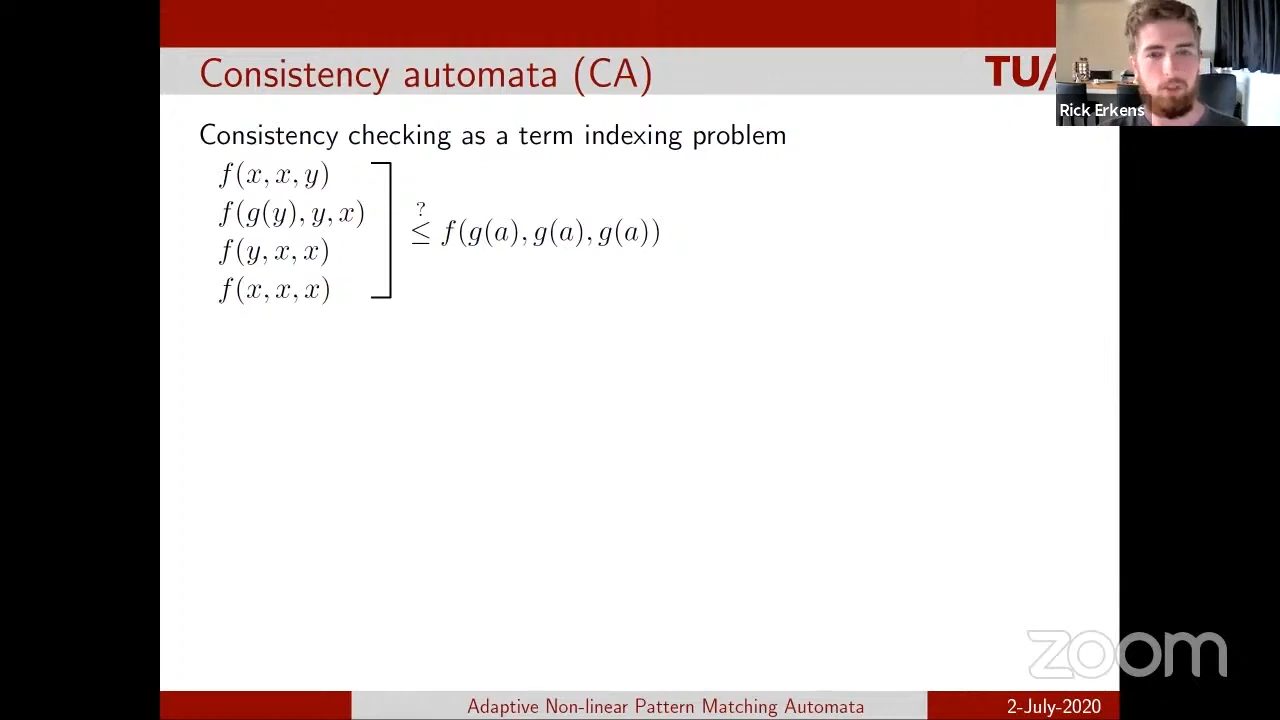 Consistency automata (CA)
TU/
Rick Erkens
Consistency checking as a term indexing problem
f(x, x, y)
f(g(y), y, x)
f(y, x, x)
f(x, x, x)
?
≤ f(g(a), g(a), g(a))
zoom
Adaptive Non-linear Pattern Matching Automata
2-July-2020